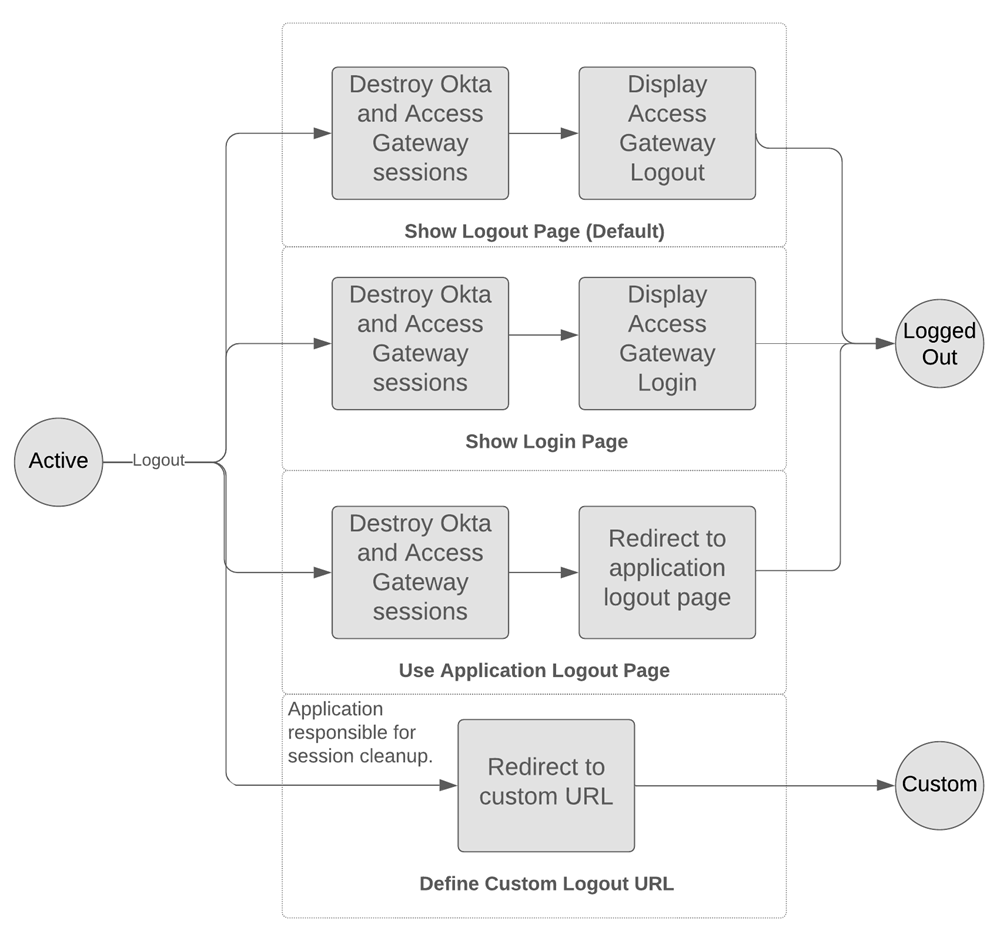 Destroy Okta
and Access
Gateway
sessions
Display
Access
Gateway
Logout
Show Logout Page (Default)
Destroy Okta
and Access
Gateway
sessions
Display
Access
Gateway
Login
Show Login Page
Logged
Out
Active
Logout
Destroy Okta
and Access
Gateway
sessions
Redirect to
application
logout page
Use Application Logout Page
Application
responsible for
session cleanup.
Redirect to
custom URL
Custom
Define Custom Logout URL